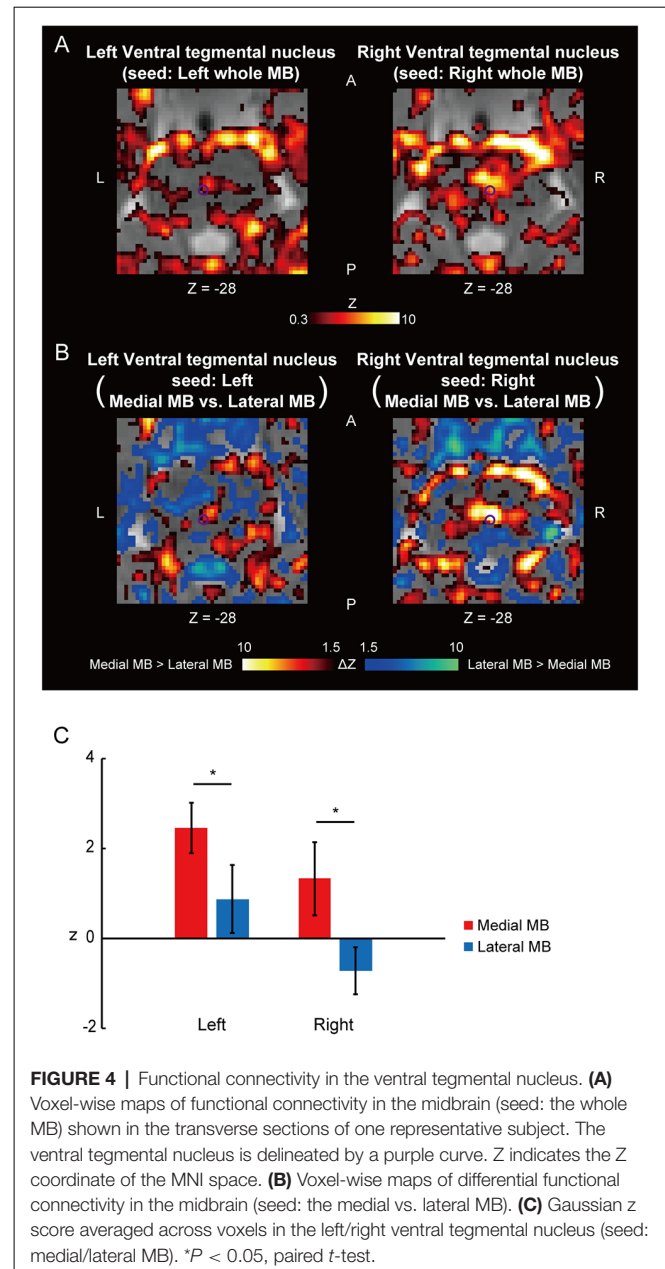 A
Left Ventral tegmental nucleus
(seed: Left whole MB)
Right Ventral tegmental nucleus
(seed: Right whole MB)
A
L
R
P
Z = -28
Z = -28
Z
0.3
10
B
Left Ventral tegmental nucleus
( seed: Left
Medial MB vs. Lateral MB )
Right Ventral tegmental nucleus
( seed: Right
Medial MB vs. Lateral MB )
A
L
R
P
Z = -28
Z = -28
Medial MB > Lateral MB
10
1.5
ΔZ
1.5
10
Lateral MB > Medial MB
C
4
2
z 0
-2
*
*
Left
Right
Medial MB
Lateral MB
FIGURE 4 | Functional connectivity in the ventral tegmental nucleus. (A)
Voxel-wise maps of functional connectivity in the midbrain (seed: the whole
MB) shown in the transverse sections of one representative subject. The
ventral tegmental nucleus is delineated by a purple curve. Z indicates the Z
coordinate of the MNI space. (B) Voxel-wise maps of differential functional
connectivity in the midbrain (seed: the medial vs. lateral MB). (C) Gaussian z
score averaged across voxels in the left/right ventral tegmental nucleus (seed:
medial/lateral MB). *P < 0.05, paired t-test.